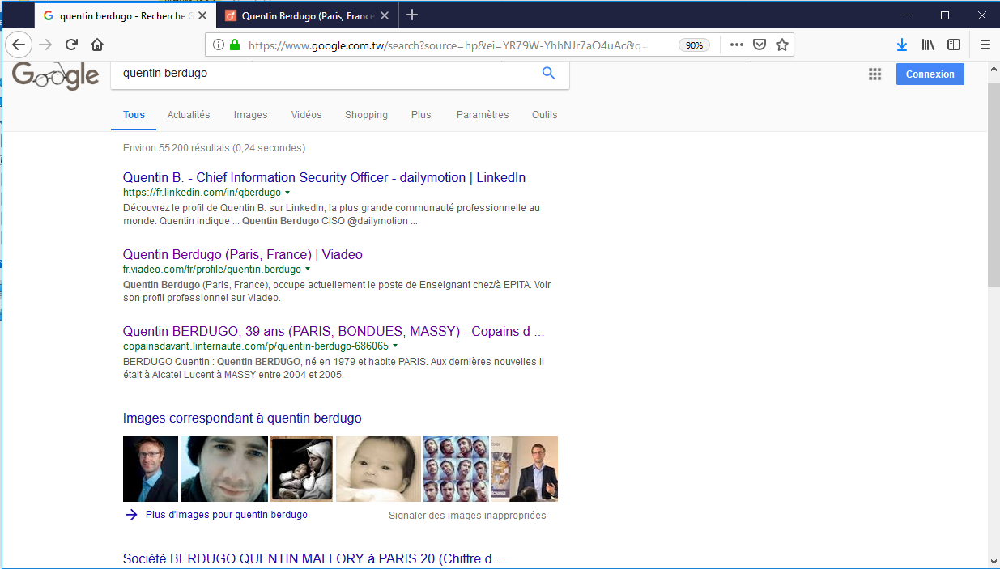 quentin berdugo - Recherche G
Quentin Berdugo (Paris, France
https://www.google.com.tw/search?source=hp&ei=YR79W-YhhNJr7aO4uAc&q=
90%
Google
quentin berdugo
Connexion
Tous Actualités Images Vidéos Shopping Plus Paramètres Outils
Environ 55 200 résultats (0,24 secondes)
Quentin B. - Chief Information Security Officer - dailymotion | LinkedIn
https://fr.linkedin.com/in/qberdugo
Découvrez le profil de Quentin B. sur LinkedIn, la plus grande communauté professionnelle au
monde. Quentin indique ... Quentin Berdugo CISO @dailymotion ...
Quentin Berdugo (Paris, France) | Viadeo
fr.viadeo.com/fr/profile/quentin.berdugo
Quentin Berdugo (Paris, France), occupe actuellement le poste de Enseignant chez/à EPITA. Voir
son profil professionnel sur Viadeo.
Quentin BERDUGO, 39 ans (PARIS, BONDUES, MASSY) - Copains d ...
copainsdavant.linternaute.com/p/quentin-berdugo-686065
BERDUGO Quentin : Quentin BERDUGO, né en 1979 et habite PARIS. Aux dernières nouvelles il
était à Alcatel Lucent à MASSY entre 2004 et 2005.
Images correspondant à quentin berdugo
Plus d'images pour quentin berdugo
Signaler des images inappropriées
Société BERDUGO QUENTIN MALLORY à PARIS 20 (Chiffre d ...